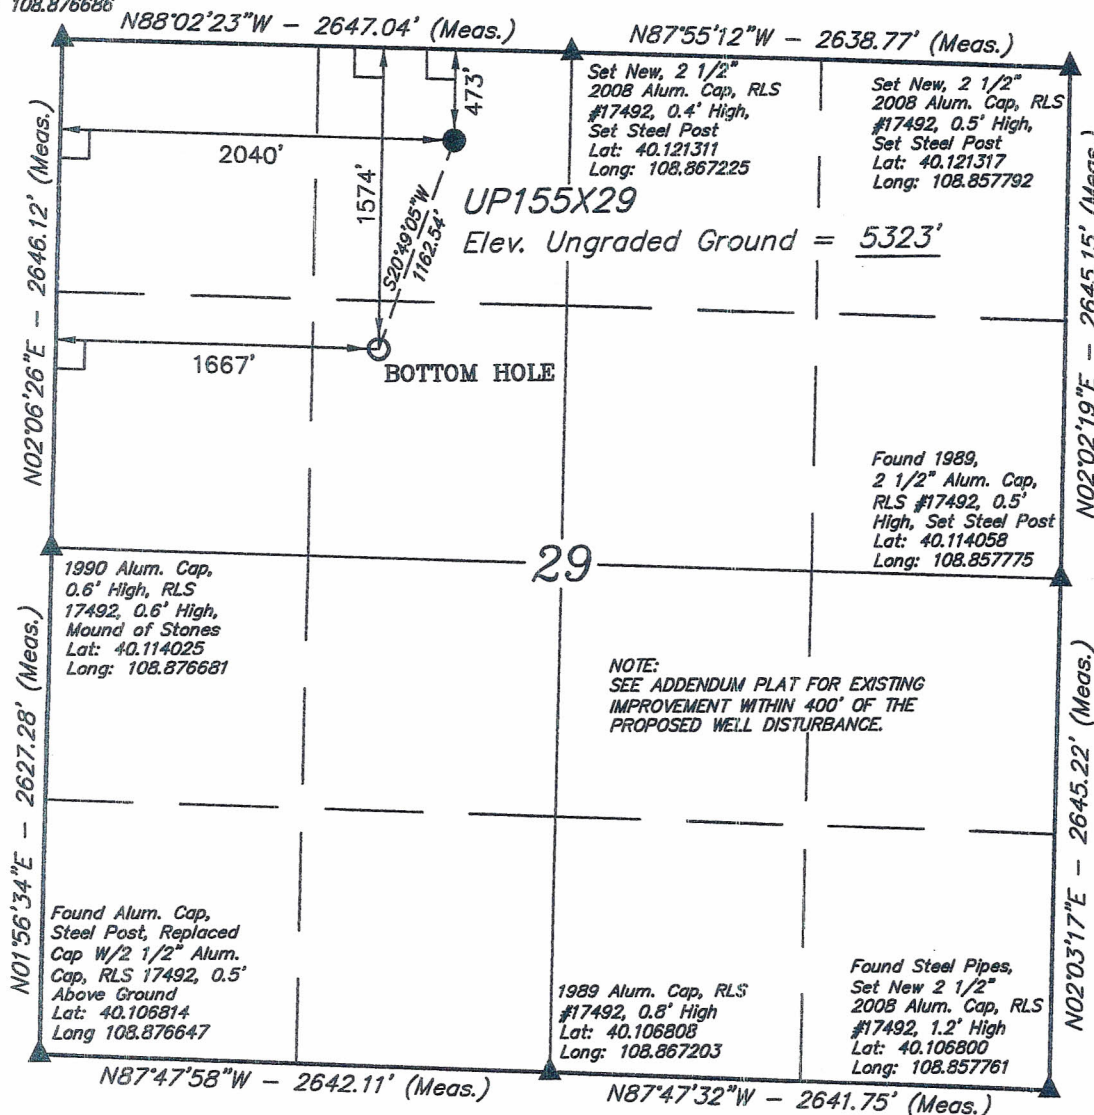 108.876686
N88°02'23"W - 2647.04' (Meas.)
N87°55'12"W - 2638.77' (Meas.)
473'
2040'
1574'
S20°49'05"W
1162.54'
N02°06'26"E - 2646.12' (Meas.)
Set New, 2 1/2"
2008 Alum. Cap, RLS
#17492, 0.4' High,
Set Steel Post
Lat: 40.121311
Long: 108.867225
Set New, 2 1/2"
2008 Alum. Cap, RLS
#17492, 0.5' High,
Set Steel Post
Lat: 40.121317
Long: 108.857792
UP155X29
Elev. Ungraded Ground = 5323'
N02°02'19"E - 2645.15' (Meas.)
1667'
BOTTOM HOLE
Found 1989,
2 1/2" Alum. Cap,
RLS #17492, 0.5'
High, Set Steel Post
Lat: 40.114058
Long: 108.857775
29
1990 Alum. Cap,
0.6' High, RLS
17492, 0.6' High,
Mound of Stones
Lat: 40.114025
Long: 108.876681
NOTE:
SEE ADDENDUM PLAT FOR EXISTING
IMPROVEMENT WITHIN 400' OF THE
PROPOSED WELL DISTURBANCE.
N01°56'34"E - 2627.28' (Meas.)
N02°03'17"E - 2645.22' (Meas.)
Found Alum. Cap,
Steel Post, Replaced
Cap W/2 1/2" Alum.
Cap, RLS 17492, 0.5'
Above Ground
Lat: 40.106814
Long 108.876647
1989 Alum. Cap, RLS
#17492, 0.8' High
Lat: 40.106808
Long: 108.867203
Found Steel Pipes,
Set New 2 1/2"
2008 Alum. Cap, RLS
#17492, 1.2' High
Lat: 40.106800
Long: 108.857761
N87°47'58"W - 2642.11' (Meas.)
N87°47'32"W - 2641.75' (Meas.)